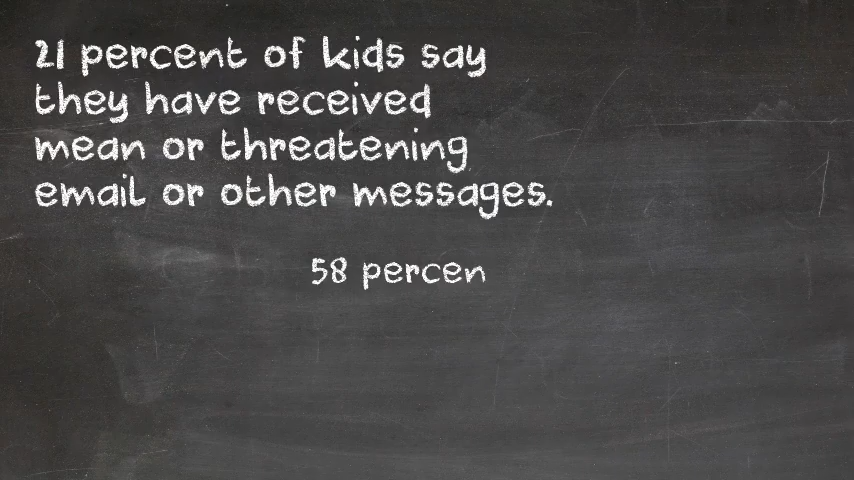 21 percent of kids say
they have received
mean or threatening
email or other messages.
58 percen